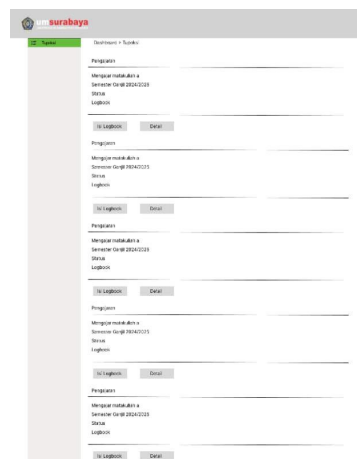 umsurabaya
Tupoksi
Dashboard > Tupoksi
Pengajaran
Mengajar matakuliah a
Semester Ganjil 2024/2025
Status
Logbook
Isi Logbook Detail
Pengajaran
Mengajar matakuliah a
Semester Ganjil 2024/2025
Status
Logbook
Isi Logbook Detail
Pengajaran
Mengajar matakuliah a
Semester Ganjil 2024/2025
Status
Logbook
Isi Logbook Detail
Pengajaran
Mengajar matakuliah a
Semester Ganjil 2024/2025
Status
Logbook
Isi Logbook Detail
Pengajaran
Mengajar matakuliah a
Semester Ganjil 2024/2025
Status
Logbook
Isi Logbook Detail